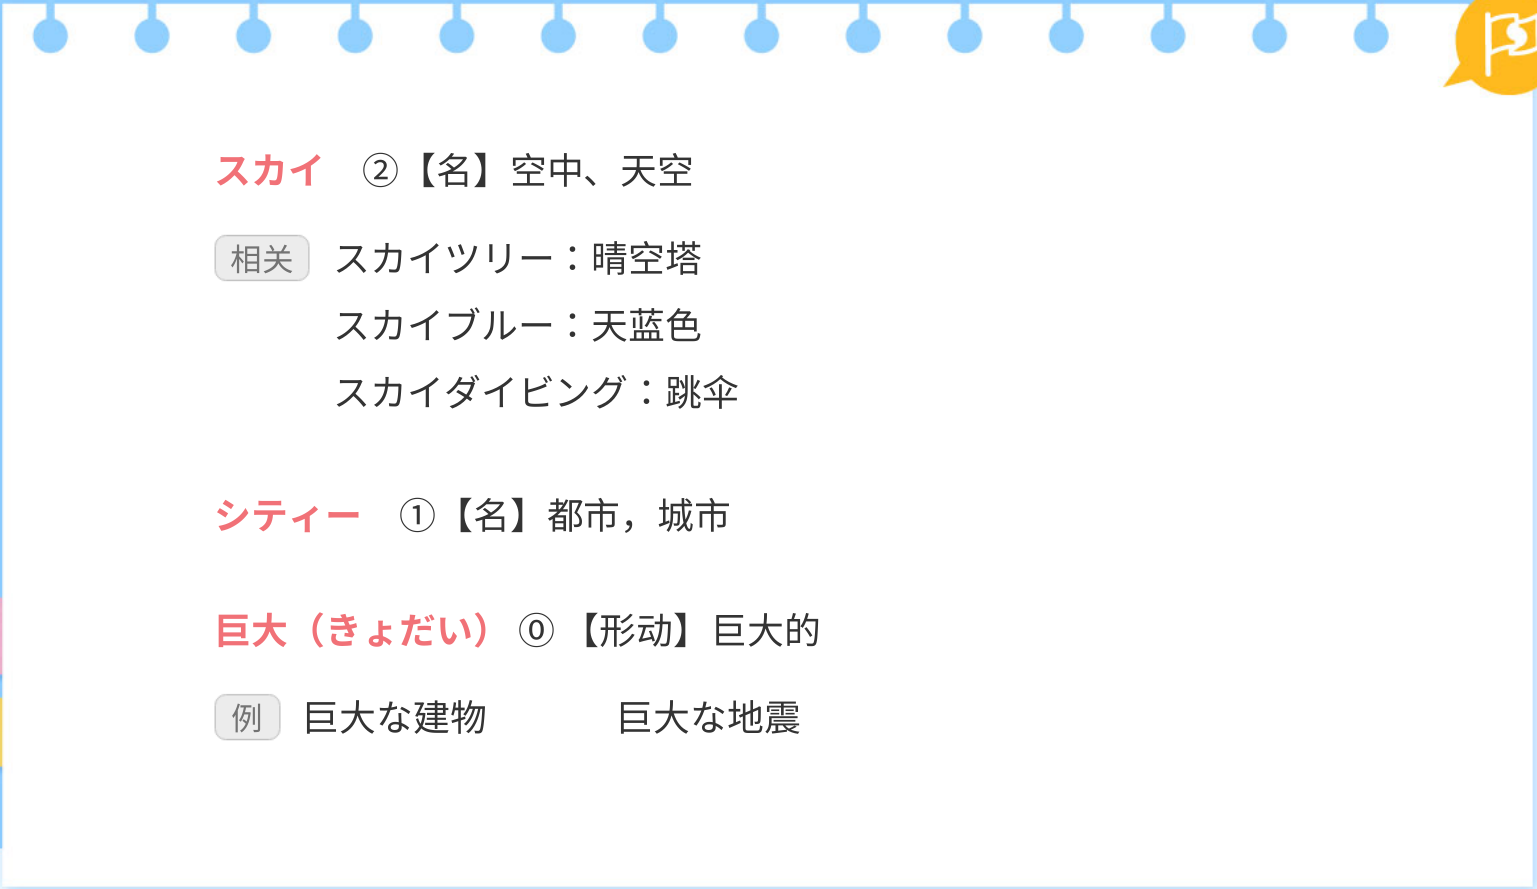 スカイ ②【名】空中、天空
相关 スカイツリー：晴空塔
スカイブルー：天蓝色
スカイダイビング：跳伞
シティー ①【名】都市，城市
巨大（きょだい） ⓪ 【形动】巨大的
例 巨大な建物 巨大な地震